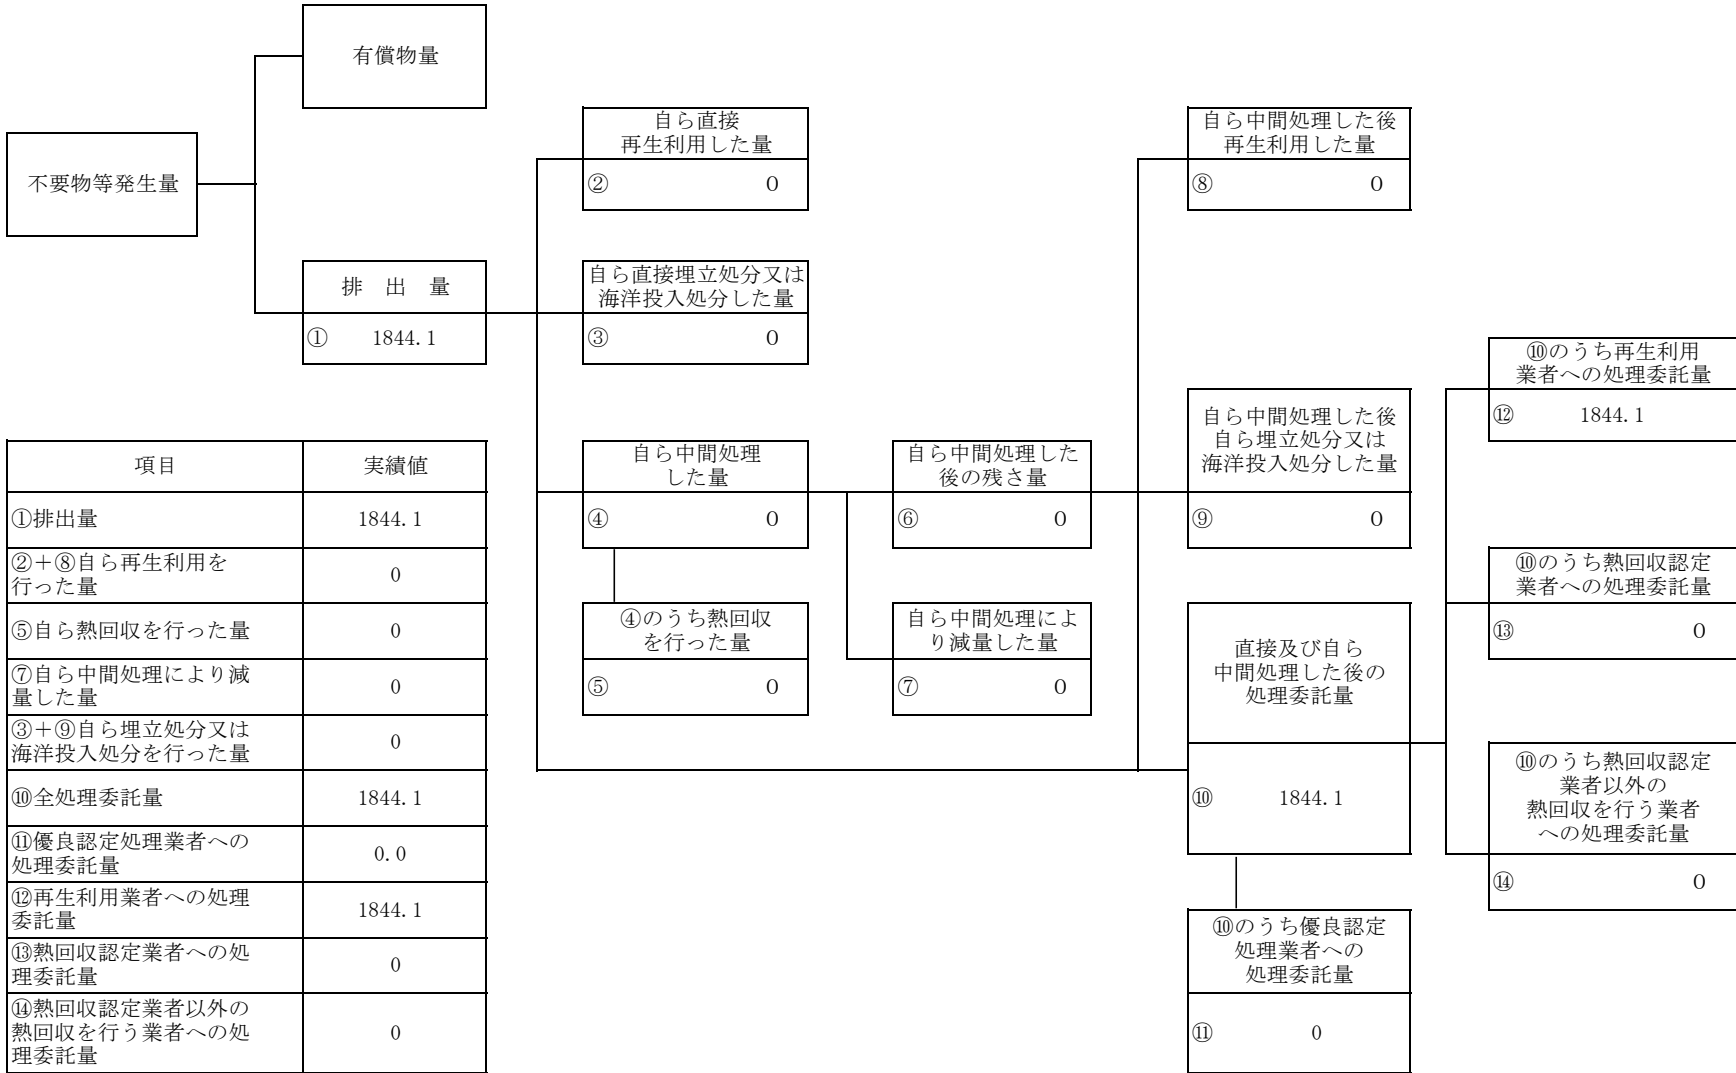 有償物量
不要物等発生量
排　出　量
① 1844.1
自ら直接
再生利用した量
② 0
自ら直接埋立処分又は
海洋投入処分した量
③ 0
自ら中間処理
した量
④ 0
④のうち熱回収
を行った量
⑤ 0
自ら中間処理した
後の残さ量
⑥ 0
自ら中間処理によ
り減量した量
⑦ 0
自ら中間処理した後
再生利用した量
⑧ 0
自ら中間処理した後
自ら埋立処分又は
海洋投入処分した量
⑨ 0
直接及び自ら
中間処理した後の
処理委託量
⑩ 1844.1
⑩のうち優良認定
処理業者への
処理委託量
⑪ 0
⑩のうち再生利用
業者への処理委託量
⑫ 1844.1
⑩のうち熱回収認定
業者への処理委託量
⑬ 0
⑩のうち熱回収認定
業者以外の
熱回収を行う業者
への処理委託量
⑭ 0
項目 実績値
①排出量 1844.1
②＋⑧自ら再生利用を
行った量 0
⑤自ら熱回収を行った量 0
⑦自ら中間処理により減
量した量 0
③＋⑨自ら埋立処分又は
海洋投入処分を行った量 0
⑩全処理委託量 1844.1
⑪優良認定処理業者への
処理委託量 0.0
⑫再生利用業者への処理
委託量 1844.1
⑬熱回収認定業者への処
理委託量 0
⑭熱回収認定業者以外の
熱回収を行う業者への処
理委託量 0